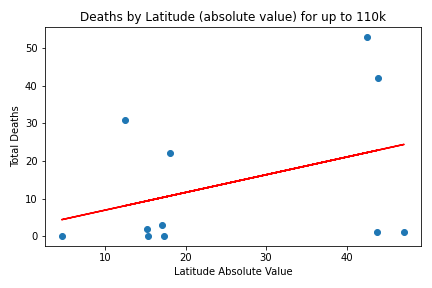 Deaths by Latitude (absolute value) for up to 110k
50
40
30
20
10
0
Total Deaths
10 20 30 40
Latitude Absolute Value